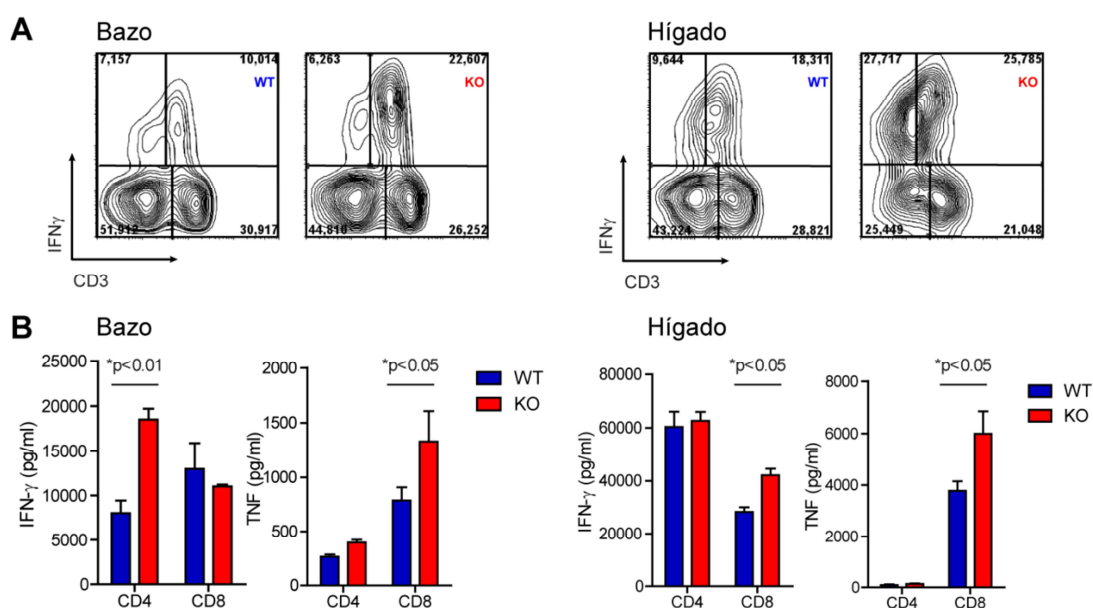 A
Bazo
7,157
10,014
WT
51,912
30,917
6,263
22,607
KO
44,816
26,252
IFNγ
CD3
Hígado
9,644
18,311
WT
43,224
28,821
27,717
25,785
KO
25,449
21,048
IFNγ
CD3
B
Bazo
25000
20000
15000
10000
5000
0
IFN-γ (pg/ml)
*p<0.01
CD4
CD8
2000
1500
1000
500
0
TNF (pg/ml)
*p<0.05
CD4
CD8
WT
KO
Hígado
80000
60000
40000
20000
0
IFN-γ (pg/ml)
*p<0.05
CD4
CD8
8000
6000
4000
2000
0
TNF (pg/ml)
*p<0.05
CD4
CD8
WT
KO